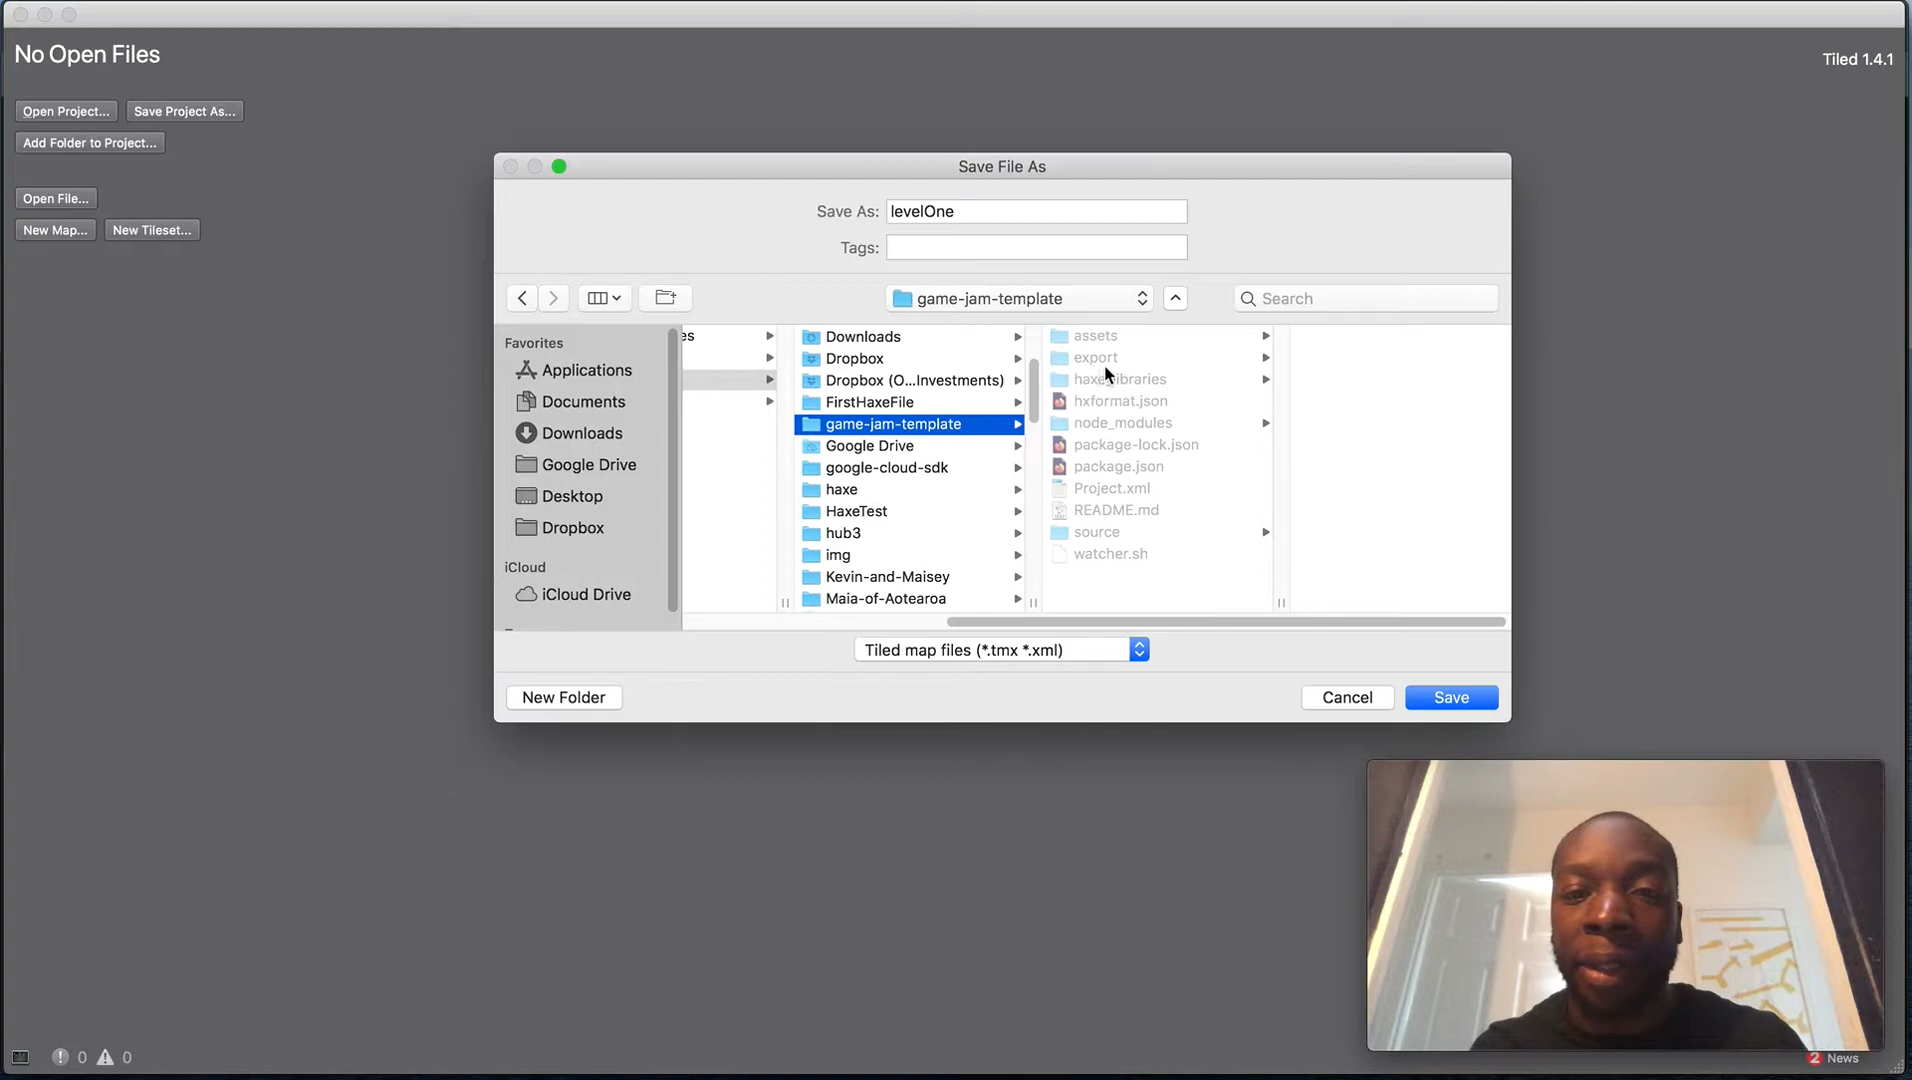 No Open Files
Tiled 1.4.1
Open Project...
Save Project As...
Add Folder to Project...
Open File...
New Map...
New Tileset...
Save File As
Save As:
levelOne
Tags:
game-jam-template
Search
Favorites
Applications
Documents
Downloads
Google Drive
Desktop
Dropbox
iCloud
iCloud Drive
es
Downloads
Dropbox
Dropbox (O...Investments)
FirstHaxeFile
game-jam-template
Google Drive
google-cloud-sdk
haxe
HaxeTest
hub3
img
Kevin-and-Maisey
Maia-of-Aotearoa
assets
export
hxformat.json
node_modules
package-lock.json
package.json
Project.xml
README.md
source
watcher.sh
Tiled map files (*.tmx *.xml)
New Folder
Cancel
Save
0
0
2 News